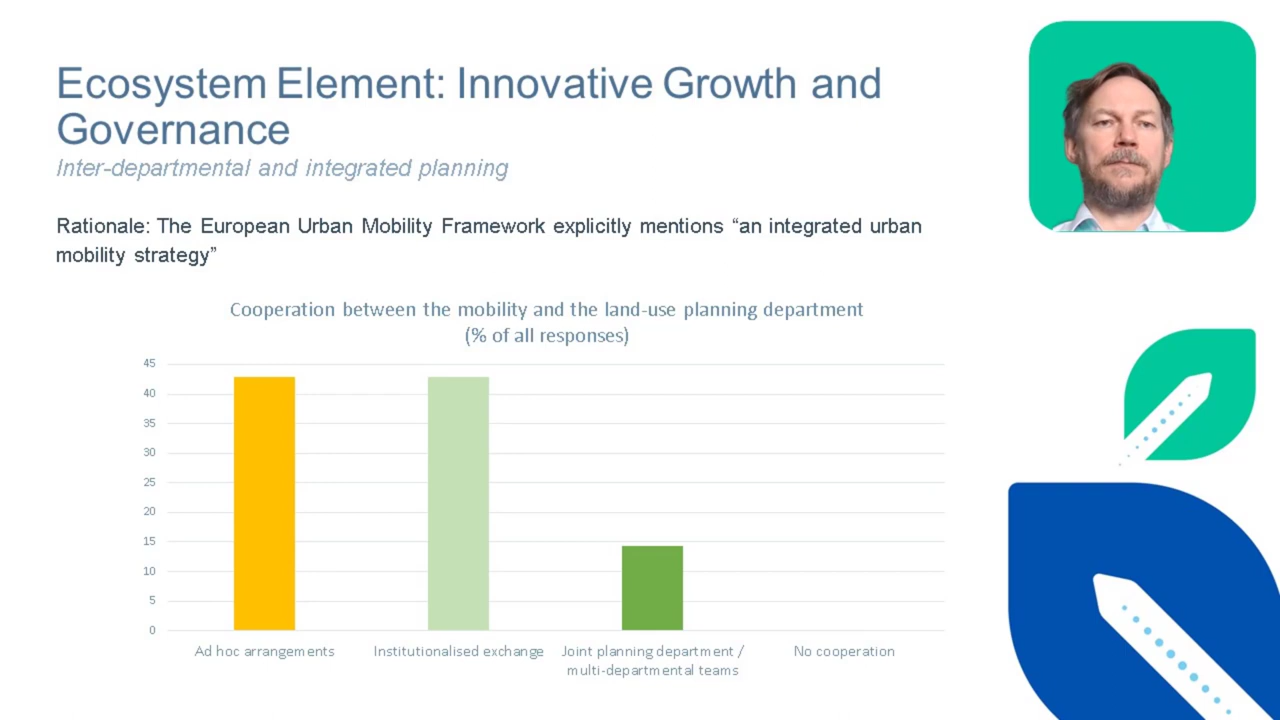 Ecosystem Element: Innovative Growth and
Governance
Inter-departmental and integrated planning
Rationale: The European Urban Mobility Framework explicitly mentions “an integrated urban
mobility strategy”
Cooperation between the mobility and the land-use planning department
(% of all responses)
45
40
35
30
25
20
15
10
5
0
Ad hoc arrangements
Institutionalised exchange
Joint planning department /
multi-departmental teams
No cooperation